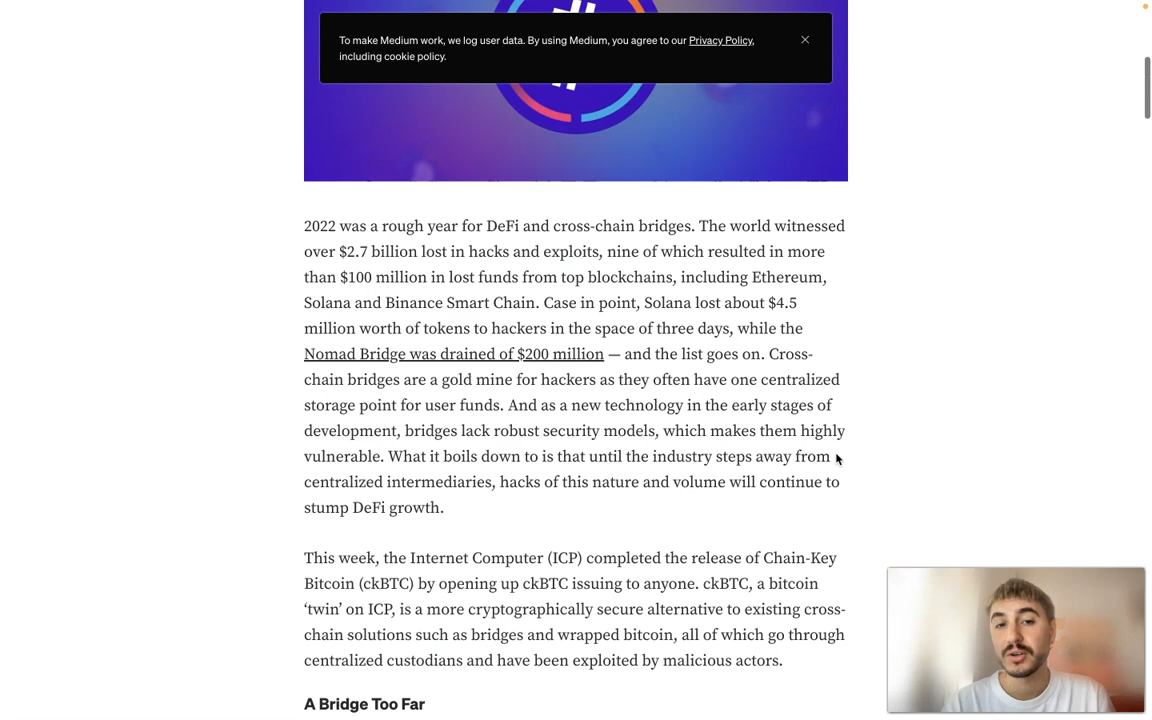 To make Medium work, we log user data. By using Medium, you agree to our Privacy Policy,
including cookie policy.
2022 was a rough year for DeFi and cross-chain bridges. The world witnessed
over $2.7 billion lost in hacks and exploits, nine of which resulted in more
than $100 million in lost funds from top blockchains, including Ethereum,
Solana and Binance Smart Chain. Case in point, Solana lost about $4.5
million worth of tokens to hackers in the space of three days, while the
Nomad Bridge was drained of $200 million — and the list goes on. Cross-
chain bridges are a gold mine for hackers as they often have one centralized
storage point for user funds. And as a new technology in the early stages of
development, bridges lack robust security models, which makes them highly
vulnerable. What it boils down to is that until the industry steps away from
centralized intermediaries, hacks of this nature and volume will continue to
stump DeFi growth.
This week, the Internet Computer (ICP) completed the release of Chain-Key
Bitcoin (ckBTC) by opening up ckBTC issuing to anyone. ckBTC, a bitcoin
‘twin’ on ICP, is a more cryptographically secure alternative to existing cross-
chain solutions such as bridges and wrapped bitcoin, all of which go through
centralized custodians and have been exploited by malicious actors.
A Bridge Too Far